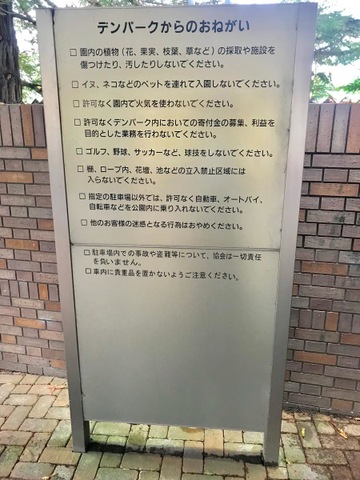 デンパークからのおねがい
□ 園内の植物（花、果実、枝葉、草など）の採取や施設を
傷つけたり、汚したりしないでください。
□ イヌ、ネコなどのペットを連れて入園しないでください。
□ 許可なく園内で火気を使わないでください。
□ 許可なくデンパーク内においての寄付金の募集、利益を
目的とした業務を行わないでください。
□ ゴルフ、野球、サッカーなど、球技をしないでください。
□ 柵、ロープ内、花壇、池などの立入禁止区域には
入らないでください。
□ 指定の駐車場以外では、許可なく自動車、オートバイ、
自転車などを公園内に乗り入れないでください。
□ 他のお客様の迷惑となる行為はおやめください。
□ 駐車場内での事故や盗難等について、協会は一切責任
を負いません。
□ 車内に貴重品を置かないようご注意ください。